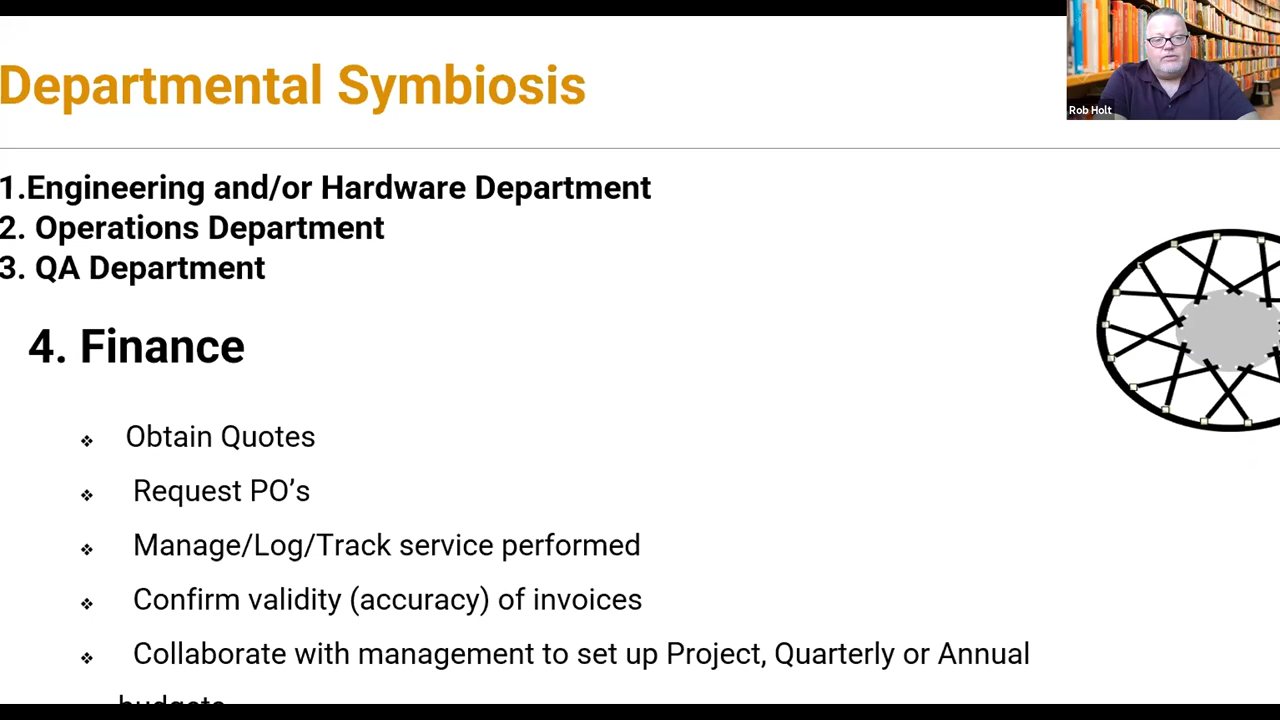 Departmental Symbiosis
Rob Holt
1.Engineering and/or Hardware Department
2. Operations Department
3. QA Department
4. Finance
❖ Obtain Quotes
❖ Request PO’s
❖ Manage/Log/Track service performed
❖ Confirm validity (accuracy) of invoices
❖ Collaborate with management to set up Project, Quarterly or Annual
budgets